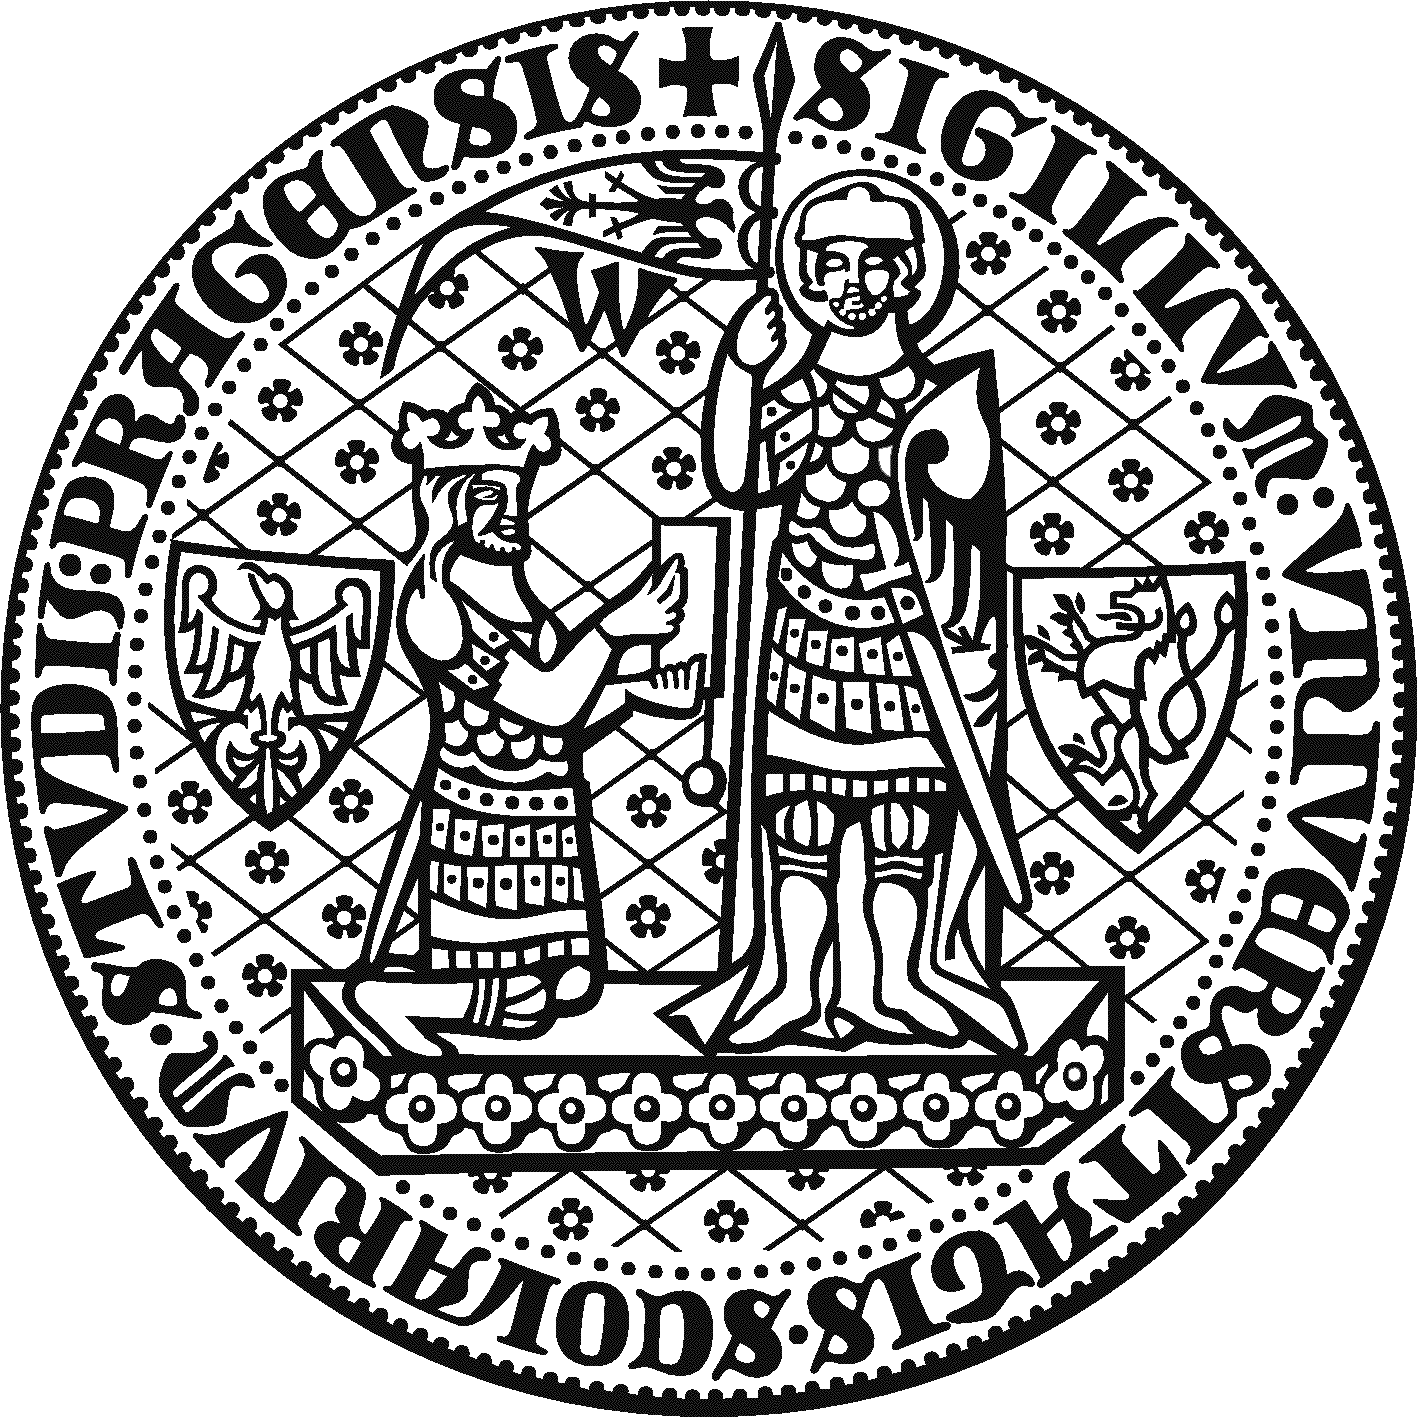 ✚ SIGILLVM : VNIVERSITATIS · SCOLARIVM · STVDII : PRAGENSIS
W